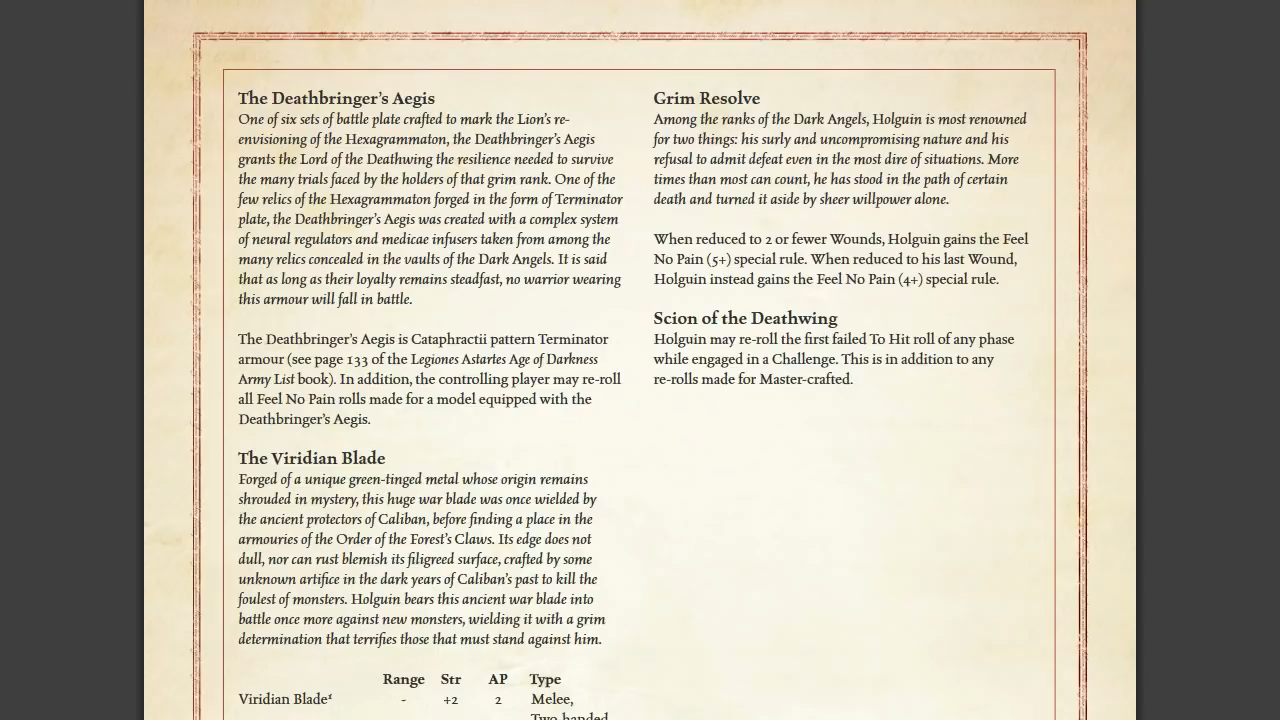 The Deathbringer's Aegis
One of six sets of battle plate crafted to mark the Lion's re-
envisioning of the Hexagrammaton, the Deathbringer's Aegis
grants the Lord of the Deathwing the resilience needed to survive
the many trials faced by the holders of that grim rank. One of the
few relics of the Hexagrammaton forged in the form of Terminator
plate, the Deathbringer's Aegis was created with a complex system
of neural regulators and medicae infusers taken from among the
many relics concealed in the vaults of the Dark Angels. It is said
that as long as their loyalty remains steadfast, no warrior wearing
this armour will fall in battle.
The Deathbringer's Aegis is Cataphractii pattern Terminator
armour (see page 133 of the Legiones Astartes Age of Darkness
Army List book). In addition, the controlling player may re-roll
all Feel No Pain rolls made for a model equipped with the
Deathbringer's Aegis.
The Viridian Blade
Forged of a unique green-tinged metal whose origin remains
shrouded in mystery, this huge war blade was once wielded by
the ancient protectors of Caliban, before finding a place in the
armouries of the Order of the Forest's Claws. Its edge does not
dull, nor can rust blemish its filigreed surface, crafted by some
unknown artifice in the dark years of Caliban's past to kill the
foulest of monsters. Holguin bears this ancient war blade into
battle once more against new monsters, wielding it with a grim
determination that terrifies those that must stand against him.
Range Str AP Type
Viridian Blade¹ - +2 2 Melee,
Two-handed
Grim Resolve
Among the ranks of the Dark Angels, Holguin is most renowned
for two things: his surly and uncompromising nature and his
refusal to admit defeat even in the most dire of situations. More
times than most can count, he has stood in the path of certain
death and turned it aside by sheer willpower alone.
When reduced to 2 or fewer Wounds, Holguin gains the Feel
No Pain (5+) special rule. When reduced to his last Wound,
Holguin instead gains the Feel No Pain (4+) special rule.
Scion of the Deathwing
Holguin may re-roll the first failed To Hit roll of any phase
while engaged in a Challenge. This is in addition to any
re-rolls made for Master-crafted.